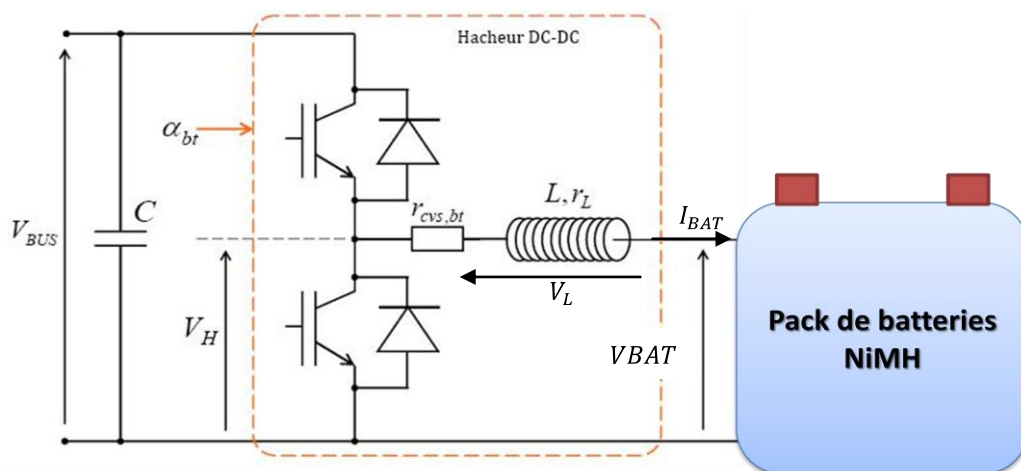 Hacheur DC-DC
α_bt
V_BUS
C
r_cvs,bt
L, r_L
I_BAT
V_L
V_H
VBAT
Pack de batteries
NiMH